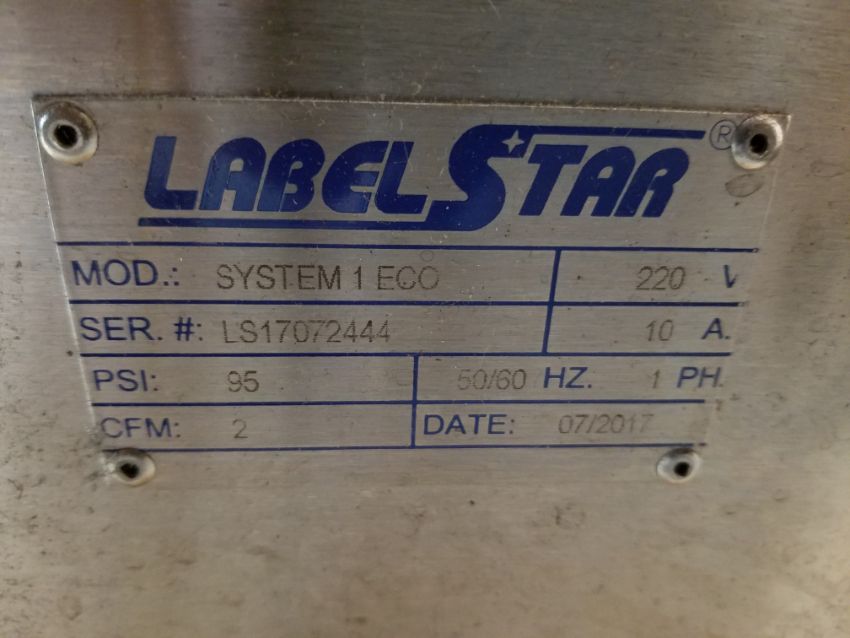 LABELSTAR®
MOD.: SYSTEM 1 ECO 220 V
SER. #: LS17072444 10 A.
PSI: 95 50/60 HZ. 1 PH.
CFM: 2 DATE: 07/2017